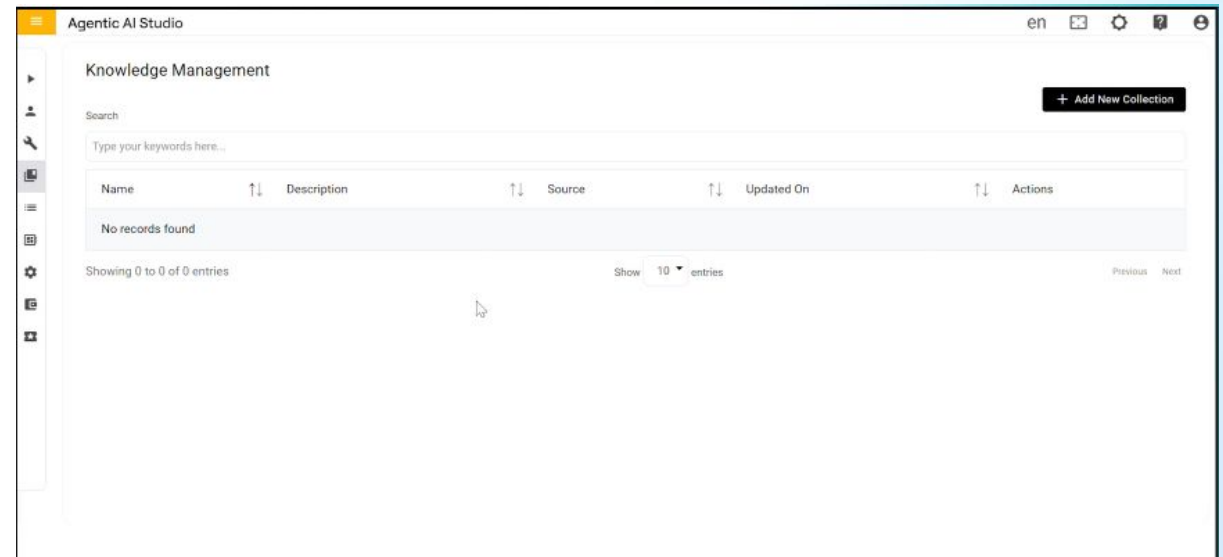 Agentic AI Studio en
Knowledge Management
+ Add New Collection
Search
Type your keywords here...
Name Description Source Updated On Actions
No records found
Showing 0 to 0 of 0 entries Show 10 entries Previous Next